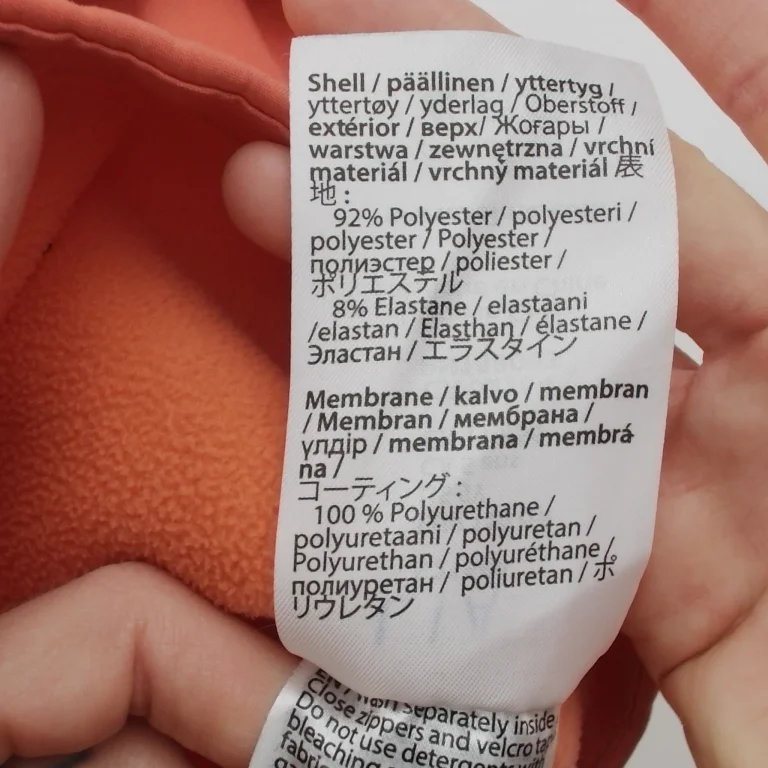 Shell / päällinen / yttertyg /
yttertøy / yderlag / Oberstoff /
extérior / верх/ Жоғары /
warstwa / zewnętrzna / vrchní
materiál / vrchný materiál /表
地 :
92% Polyester / polyesteri /
polyester / Polyester /
полиэстер / poliester /
ポリエステル
8% Elastane / elastaani
/elastan / Elasthan / élastane /
Эластан / エラスタイン
Membrane / kalvo / membran
/ Membran / мембрана /
үлдір / membrana / membrá
na /
コーティング :
100 % Polyurethane /
polyuretaani / polyuretan /
Polyurethan / polyuréthane /
полиуретан / poliuretan / ポ
リウレタン
separately inside
Close zippers and velcro
Do not use detergents with
bleaching